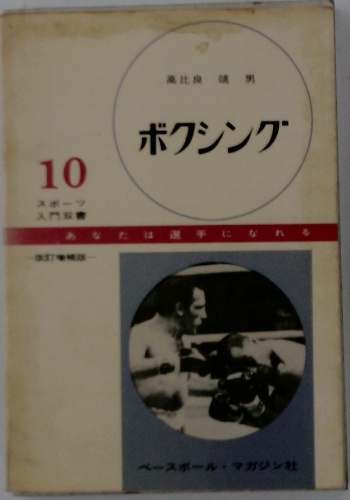 高比良 靖 男
ボクシング
10
スポーツ
入門双書
あなたは選手になれる
—改訂増補版—
ベースボール・マガジン社